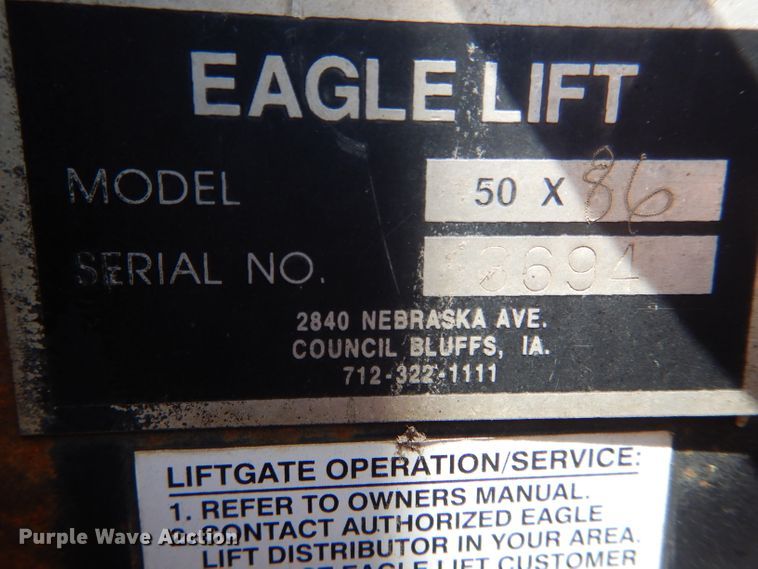 EAGLE LIFT
MODEL 50 X 86
SERIAL NO. 3694
2840 NEBRASKA AVE.
COUNCIL BLUFFS, IA.
712-322-1111
LIFTGATE OPERATION/SERVICE:
1. REFER TO OWNERS MANUAL.
2. CONTACT AUTHORIZED EAGLE
LIFT DISTRIBUTOR IN YOUR AREA.
EAGLE LIFT CUSTOMER
Purple Wave Auction